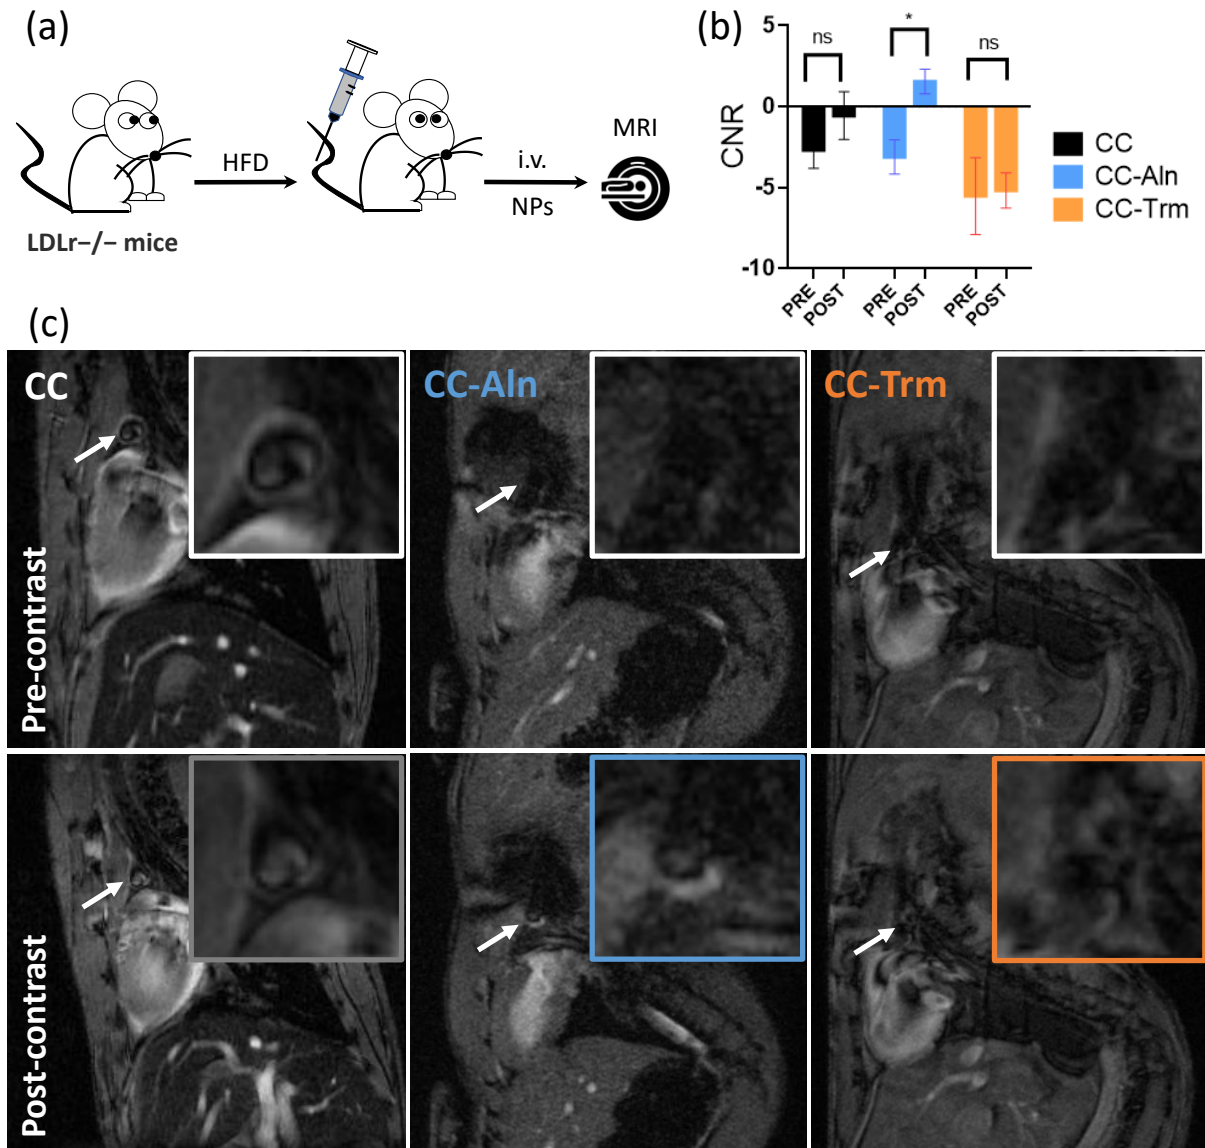 (a)
HFD
i.v.
NPs
MRI
LDLr−/− mice
(b)
CNR
5
0
-5
-10
ns
*
ns
PRE
POST
PRE
POST
PRE
POST
CC
CC-Aln
CC-Trm
(c)
CC
CC-Aln
CC-Trm
Pre-contrast
Post-contrast